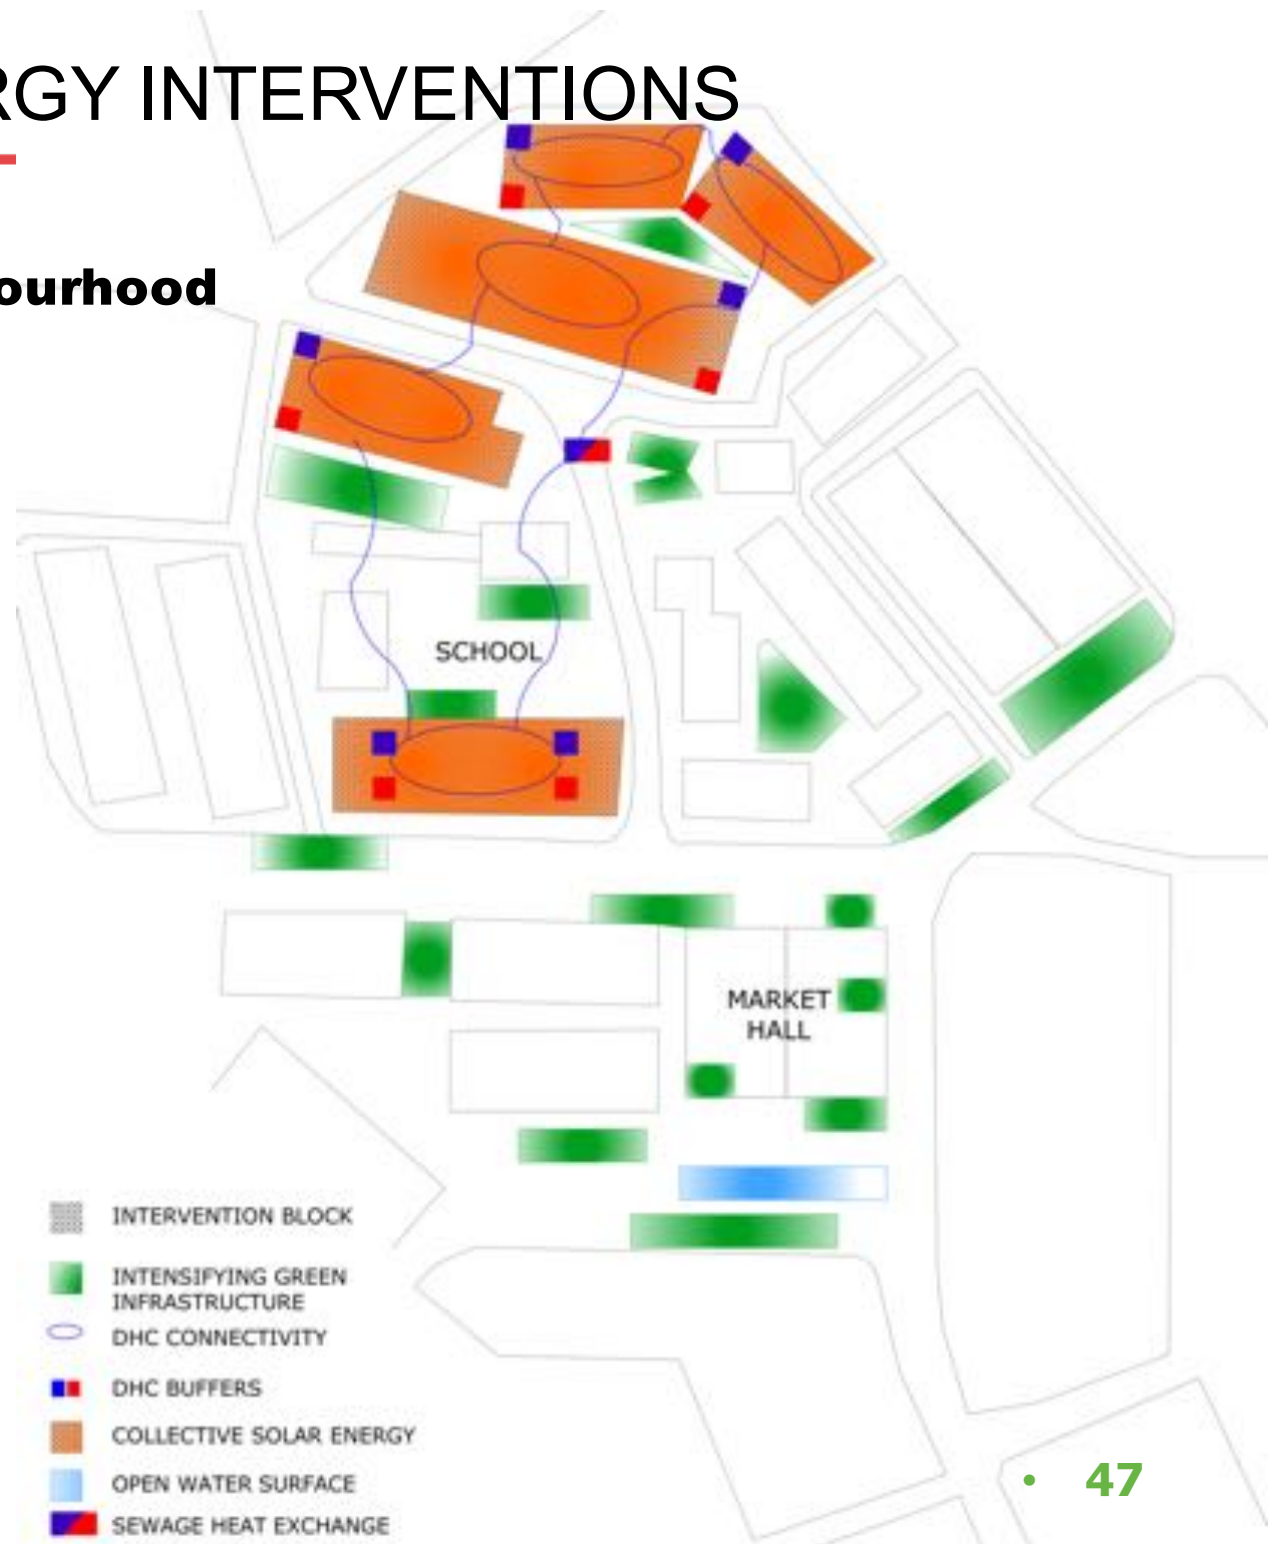 RGY INTERVENTIONS
ourhood
SCHOOL
MARKET
HALL
INTERVENTION BLOCK
INTENSIFYING GREEN
INFRASTRUCTURE
DHC CONNECTIVITY
DHC BUFFERS
COLLECTIVE SOLAR ENERGY
OPEN WATER SURFACE
SEWAGE HEAT EXCHANGE
• 47